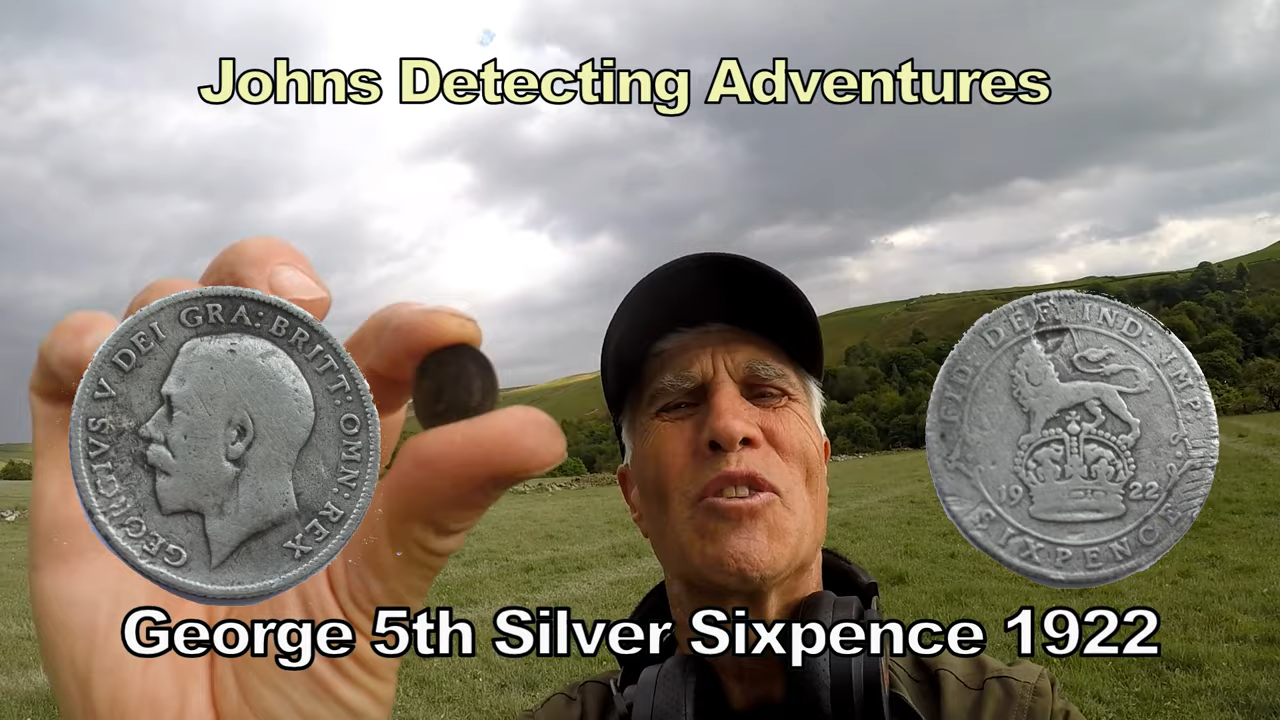 Johns Detecting Adventures
GEORGIVS V DEI GRA: BRITT: OMN: REX
FID: DEF: IND: IMP:
19 22
SIXPENCE
George 5th Silver Sixpence 1922